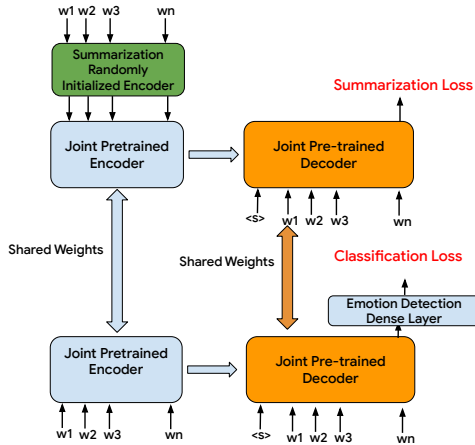 w1 w2 w3 wn
Summarization
Randomly
Initialized Encoder
Summarization Loss
Joint Pretrained
Encoder
Joint Pre-trained
Decoder
<s> w1 w2 w3 wn
Shared Weights
Shared Weights
Classification Loss
Emotion Detection
Dense Layer
Joint Pretrained
Encoder
Joint Pre-trained
Decoder
w1 w2 w3 wn
<s> w1 w2 w3 wn